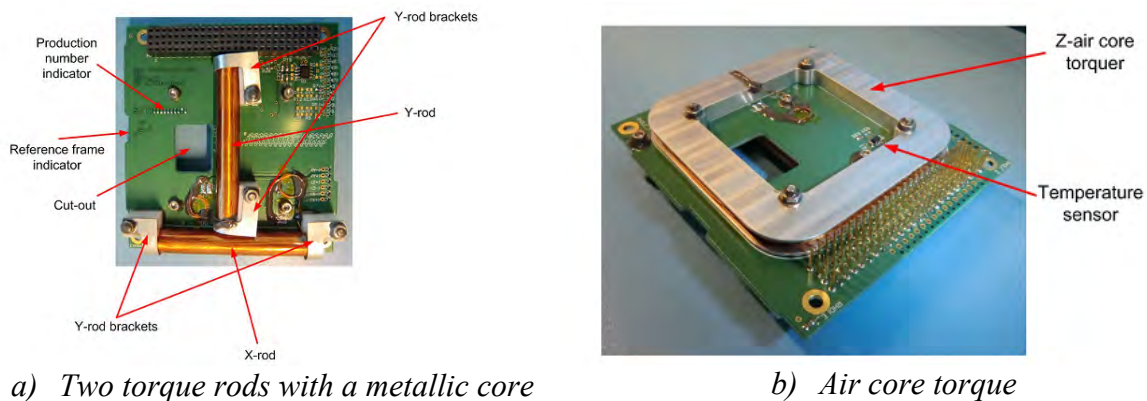 Y-rod brackets
Production
number
indicator
Y-rod
Reference frame
indicator
Cut-out
Y-rod brackets
X-rod
a) Two torque rods with a metallic core
Z-air core
torquer
Temperature
sensor
b) Air core torque